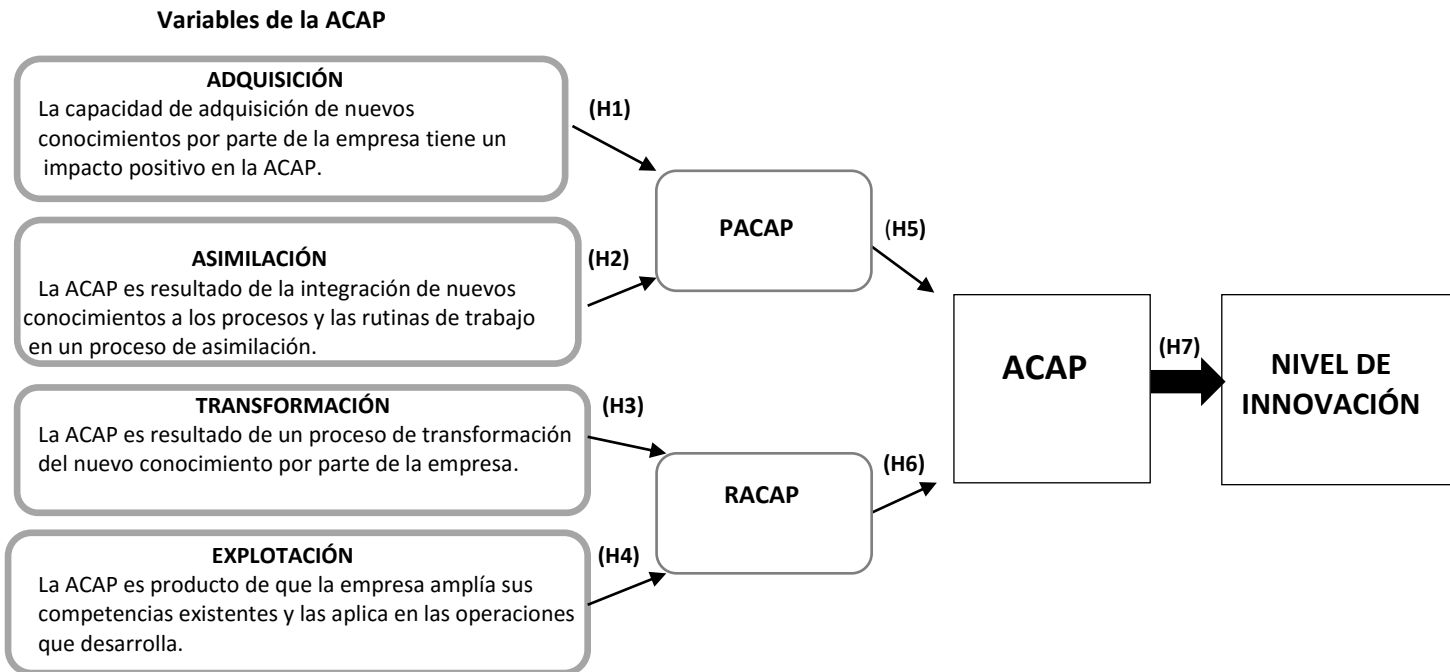 Variables de la ACAP
ADQUISICIÓN
La capacidad de adquisición de nuevos
conocimientos por parte de la empresa tiene un
impacto positivo en la ACAP.
(H1)
ASIMILACIÓN
La ACAP es resultado de la integración de nuevos
conocimientos a los procesos y las rutinas de trabajo
en un proceso de asimilación.
(H2)
TRANSFORMACIÓN
La ACAP es resultado de un proceso de transformación
del nuevo conocimiento por parte de la empresa.
(H3)
EXPLOTACIÓN
La ACAP es producto de que la empresa amplía sus
competencias existentes y las aplica en las operaciones
que desarrolla.
(H4)
PACAP
(H5)
RACAP
(H6)
ACAP
(H7)
NIVEL DE
INNOVACIÓN